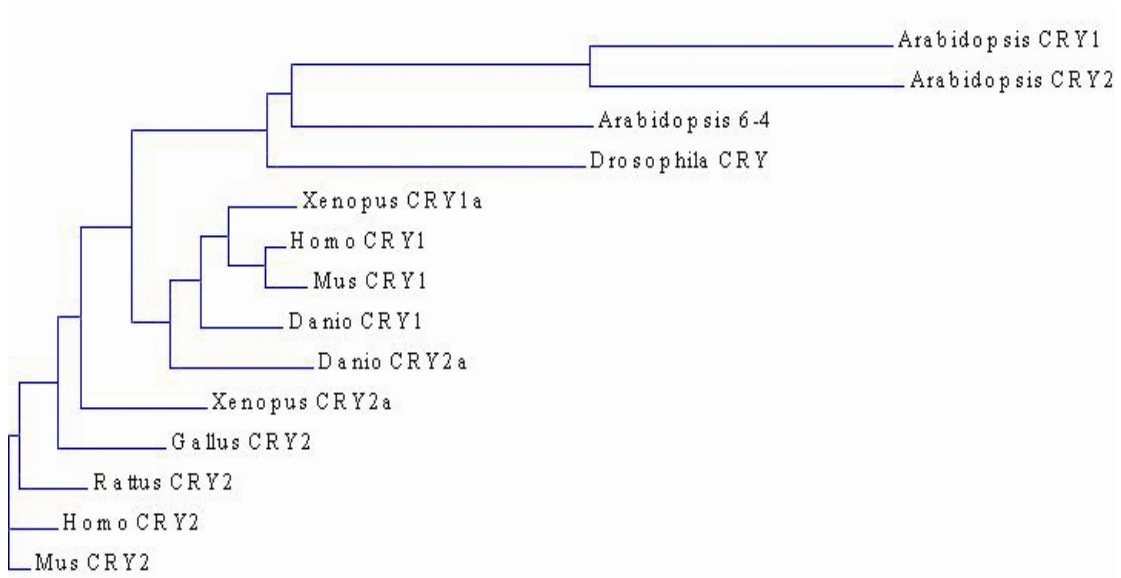 Arabidopsis CRY1
Arabidopsis CRY2
Arabidopsis 6-4
Drosophila CRY
Xenopus CRY1a
Homo CRY1
Mus CRY1
Danio CRY1
Danio CRY2a
Xenopus CRY2a
Gallus CRY2
Rattus CRY2
Homo CRY2
Mus CRY2